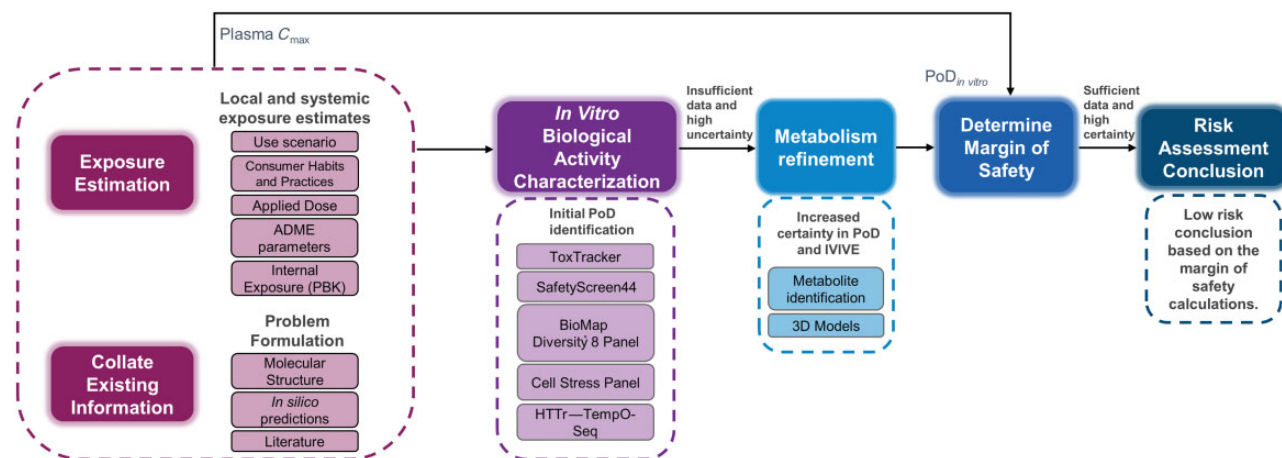 Plasma Cmax
Local and systemic
exposure estimates
Exposure
Estimation
Use scenario
Consumer Habits
and Practices
Applied Dose
ADME
parameters
Internal
Exposure (PBK)
Problem
Formulation
Collate
Existing
Information
Molecular
Structure
In silico
predictions
Literature
In Vitro
Biological
Activity
Characterization
Initial PoD
identification
ToxTracker
SafetyScreen44
BioMap
Diversity 8 Panel
Cell Stress Panel
HTTr—TempO-
Seq
Insufficient
data and
high
uncertainty
Metabolism
refinement
Increased
certainty in PoD
and IVIVE
Metabolite
identification
3D Models
PoDin vitro
Determine
Margin of
Safety
Sufficient
data and
high
certainty
Risk
Assessment
Conclusion
Low risk
conclusion
based on the
margin of
safety
calculations.